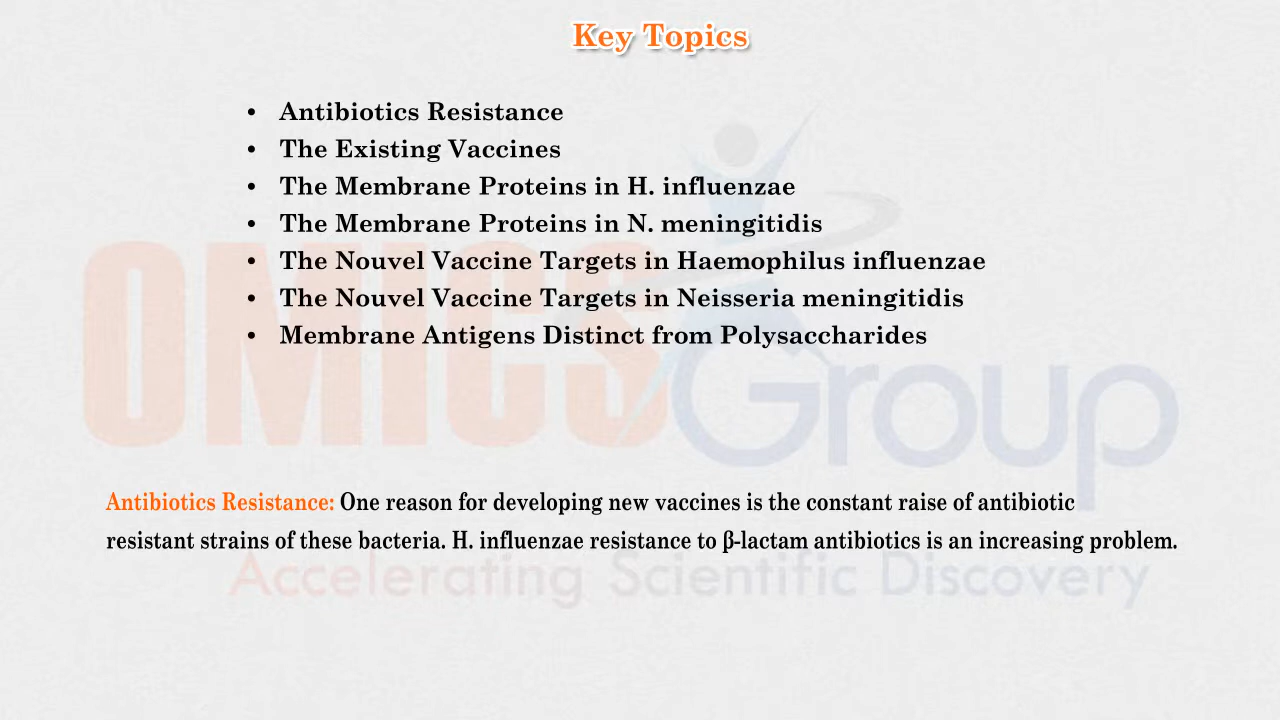 Key Topics
• Antibiotics Resistance
• The Existing Vaccines
• The Membrane Proteins in H. influenzae
• The Membrane Proteins in N. meningitidis
• The Nouvel Vaccine Targets in Haemophilus influenzae
• The Nouvel Vaccine Targets in Neisseria meningitidis
• Membrane Antigens Distinct from Polysaccharides
OMICS Group
Antibiotics Resistance: One reason for developing new vaccines is the constant raise of antibiotic
resistant strains of these bacteria. H. influenzae resistance to β-lactam antibiotics is an increasing problem.
Accelerating Scientific Discovery